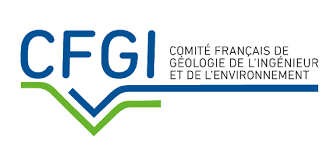 CFGI
COMITÉ FRANÇAIS DE
GÉOLOGIE DE L'INGÉNIEUR
ET DE L'ENVIRONNEMENT